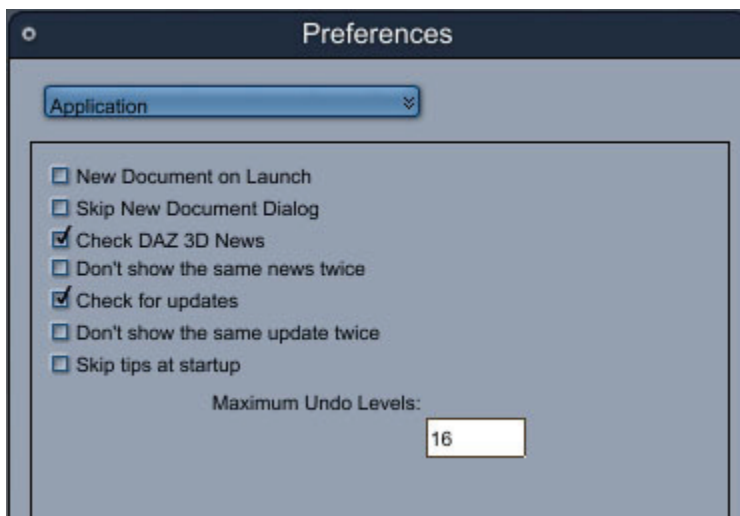 Preferences
Application
New Document on Launch
Skip New Document Dialog
Check DAZ 3D News
Don't show the same news twice
Check for updates
Don't show the same update twice
Skip tips at startup
Maximum Undo Levels:
16